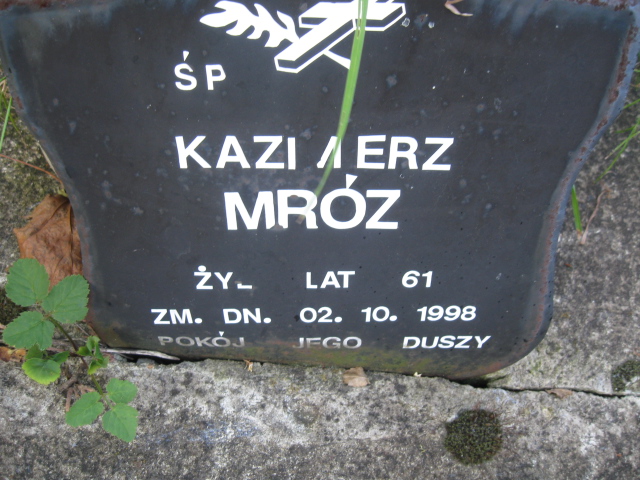 ŚP
KAZIMIERZ
MRÓZ
ŻYŁ LAT 61
ZM. DN. 02. 10. 1998
POKÓJ JEGO DUSZY